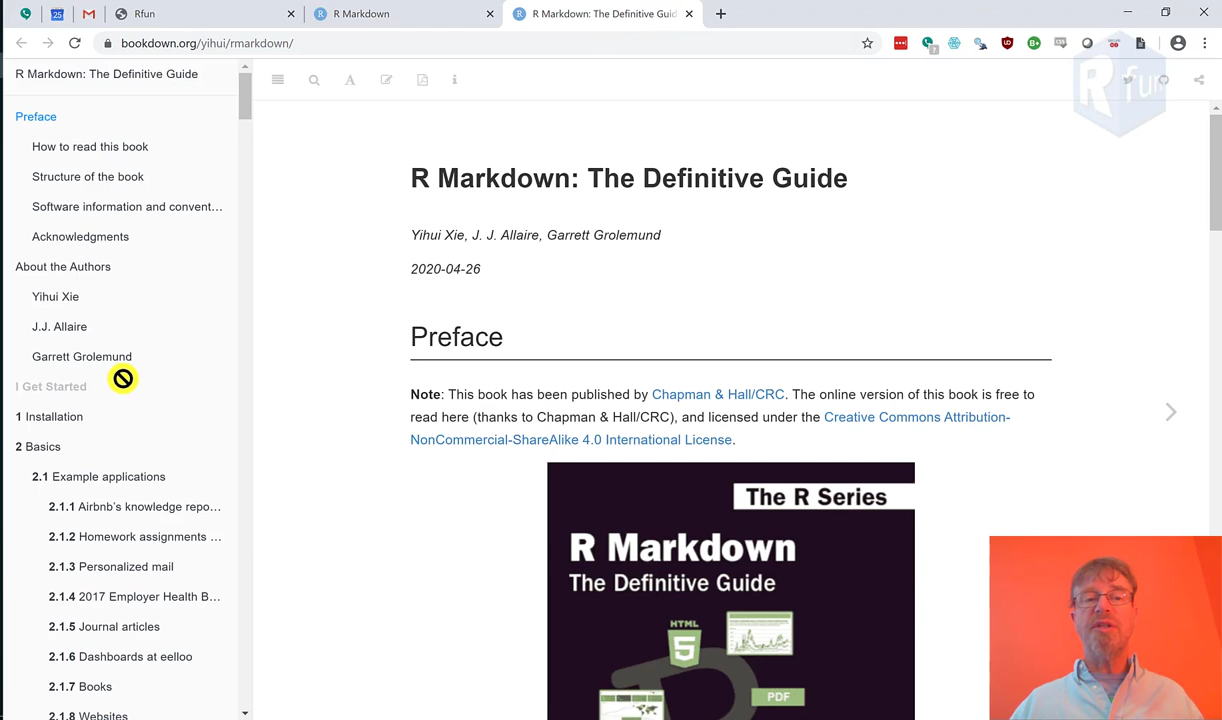 25
Rfun
R Markdown
R Markdown: The Definitive Guid
bookdown.org/yihui/rmarkdown/
R Markdown: The Definitive Guide
Preface
How to read this book
Structure of the book
Software information and convent…
Acknowledgments
About the Authors
Yihui Xie
J.J. Allaire
Garrett Grolemund
I Get Started
1 Installation
2 Basics
2.1 Example applications
2.1.1 Airbnb’s knowledge repo…
2.1.2 Homework assignments …
2.1.3 Personalized mail
2.1.4 2017 Employer Health B…
2.1.5 Journal articles
2.1.6 Dashboards at eelloo
2.1.7 Books
2.1.8 Websites
R fun
R Markdown: The Definitive Guide
Yihui Xie, J. J. Allaire, Garrett Grolemund
2020-04-26
Preface
Note: This book has been published by Chapman & Hall/CRC. The online version of this book is free to
read here (thanks to Chapman & Hall/CRC), and licensed under the Creative Commons Attribution-
NonCommercial-ShareAlike 4.0 International License.
The R Series
R Markdown
The Definitive Guide
HTML
5
PDF